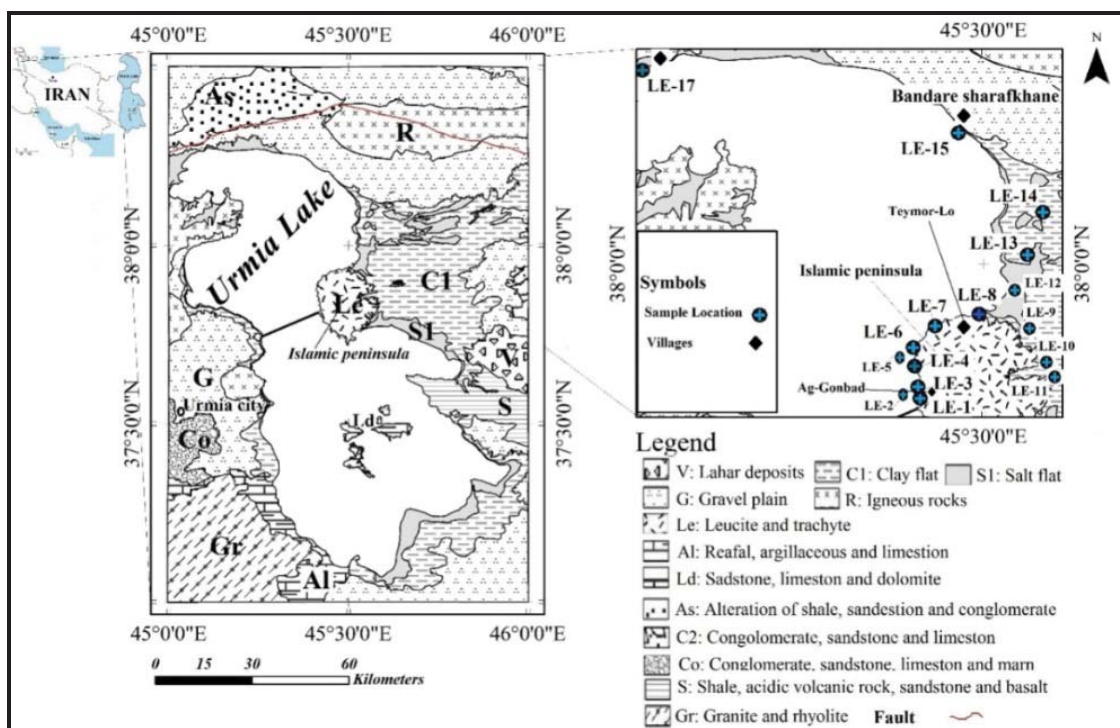 IRAN
45°0'0"E 45°30'0"E 46°0'0"E
38°0'0"N
37°30'0"N
38°0'0"N
37°30'0"N
As
R
Urmia Lake
C1
Le
S1
Islamic peninsula
V
G
S
Urmia city
Ld
Co
Gr
Al
45°0'0"E 45°30'0"E 46°0'0"E
0 15 30 60
Kilometers
45°30'0"E
N
LE-17
Bandare sharafkhane
LE-15
LE-14
Teymor-Lo
LE-13
38°0'0"N
38°0'0"N
Islamic peninsula
LE-12
Symbols
LE-7
LE-8
LE-9
Sample Location
LE-6
LE-10
Villages
LE-5
LE-4
LE-11
Ag-Gonbad
LE-3
LE-2
LE-1
45°30'0"E
Legend
V: Lahar deposits C1: Clay flat S1: Salt flat
G: Gravel plain R: Igneous rocks
Le: Leucite and trachyte
Al: Reafal, argillaceous and limestion
Ld: Sadstone, limeston and dolomite
As: Alteration of shale, sandestion and conglomerate
C2: Congolomerate, sandstone and limeston
Co: Conglomerate, sandstone, limeston and marn
S: Shale, acidic volcanic rock, sandstone and basalt
Gr: Granite and rhyolite Fault